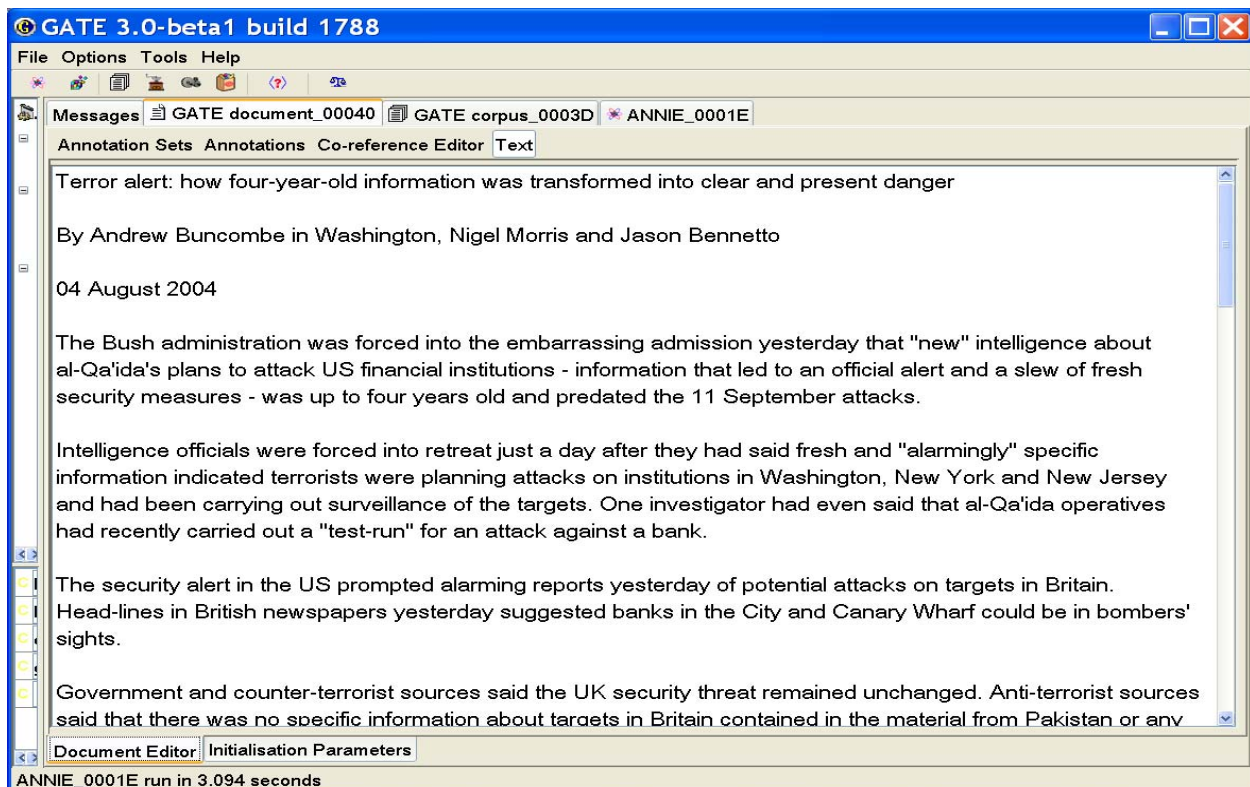 GATE 3.0-beta1 build 1788
File Options Tools Help
Messages GATE document_00040 GATE corpus_0003D ANNIE_0001E
Annotation Sets Annotations Co-reference Editor Text
Terror alert: how four-year-old information was transformed into clear and present danger
By Andrew Buncombe in Washington, Nigel Morris and Jason Bennetto
04 August 2004
The Bush administration was forced into the embarrassing admission yesterday that "new" intelligence about
al-Qa'ida's plans to attack US financial institutions - information that led to an official alert and a slew of fresh
security measures - was up to four years old and predated the 11 September attacks.
Intelligence officials were forced into retreat just a day after they had said fresh and "alarmingly" specific
information indicated terrorists were planning attacks on institutions in Washington, New York and New Jersey
and had been carrying out surveillance of the targets. One investigator had even said that al-Qa'ida operatives
had recently carried out a "test-run" for an attack against a bank.
The security alert in the US prompted alarming reports yesterday of potential attacks on targets in Britain.
Head-lines in British newspapers yesterday suggested banks in the City and Canary Wharf could be in bombers'
sights.
Government and counter-terrorist sources said the UK security threat remained unchanged. Anti-terrorist sources
said that there was no specific information about targets in Britain contained in the material from Pakistan or any
Document Editor Initialisation Parameters
ANNIE_0001E run in 3.094 seconds